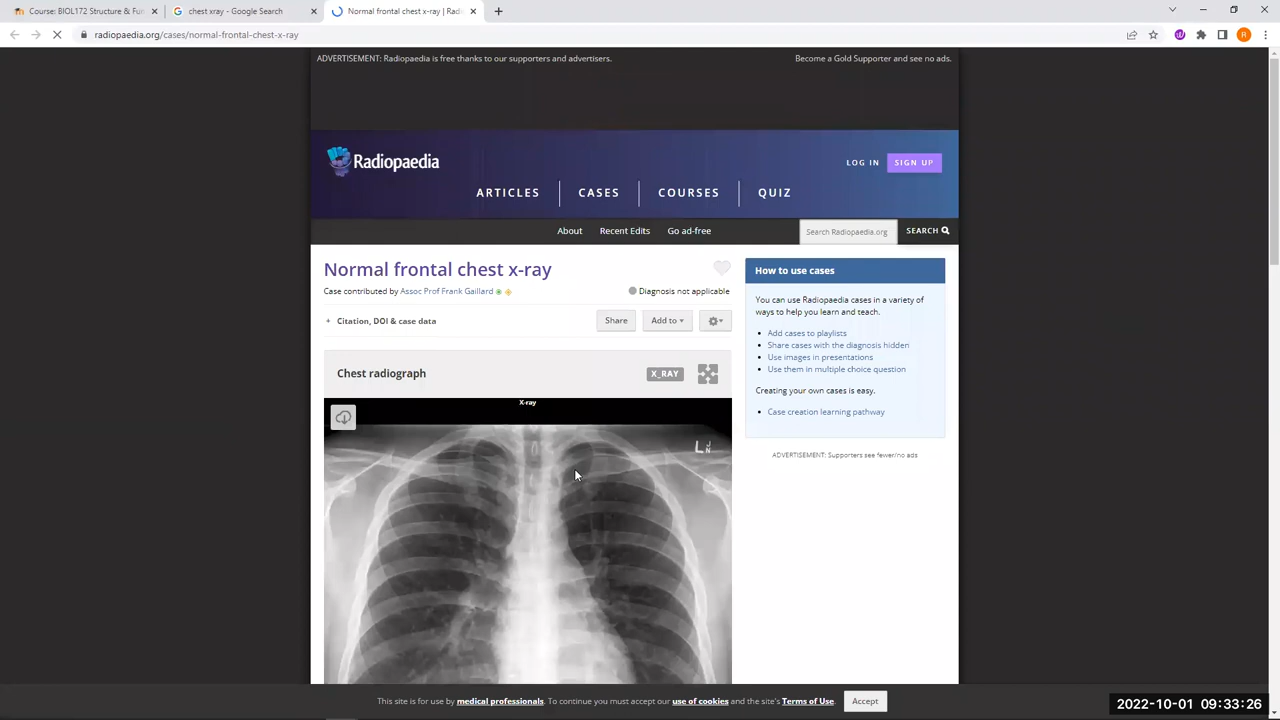 Course: BIOL172 Structure & Fu
chest xray - Google Search
Normal frontal chest x-ray | Rad
radiopaedia.org/cases/normal-frontal-chest-x-ray
R
ADVERTISEMENT: Radiopaedia is free thanks to our supporters and advertisers.
Become a Gold Supporter and see no ads.
Radiopaedia
LOG IN
SIGN UP
ARTICLES
CASES
COURSES
QUIZ
About
Recent Edits
Go ad-free
Search Radiopaedia.org
SEARCH
Normal frontal chest x-ray
Case contributed by Assoc Prof Frank Gaillard
Diagnosis not applicable
+ Citation, DOI & case data
Share
Add to
Chest radiograph
X_RAY
X-ray
L J
N
How to use cases
You can use Radiopaedia cases in a variety of
ways to help you learn and teach.
• Add cases to playlists
• Share cases with the diagnosis hidden
• Use images in presentations
• Use them in multiple choice question
Creating your own cases is easy.
• Case creation learning pathway
ADVERTISEMENT: Supporters see fewer/no ads
This site is for use by medical professionals. To continue you must accept our use of cookies and the site's Terms of Use.
Accept
2022-10-01 09:33:26